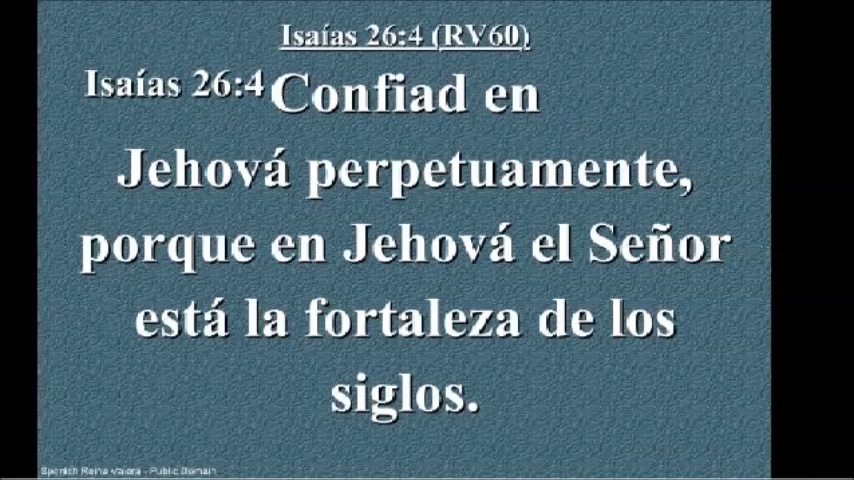 Isaías 26:4 (RV60)
Isaías 26:4 Confiad en
Jehová perpetuamente,
porque en Jehová el Señor
está la fortaleza de los
siglos.
Spanish Reina Valera - Public Domain